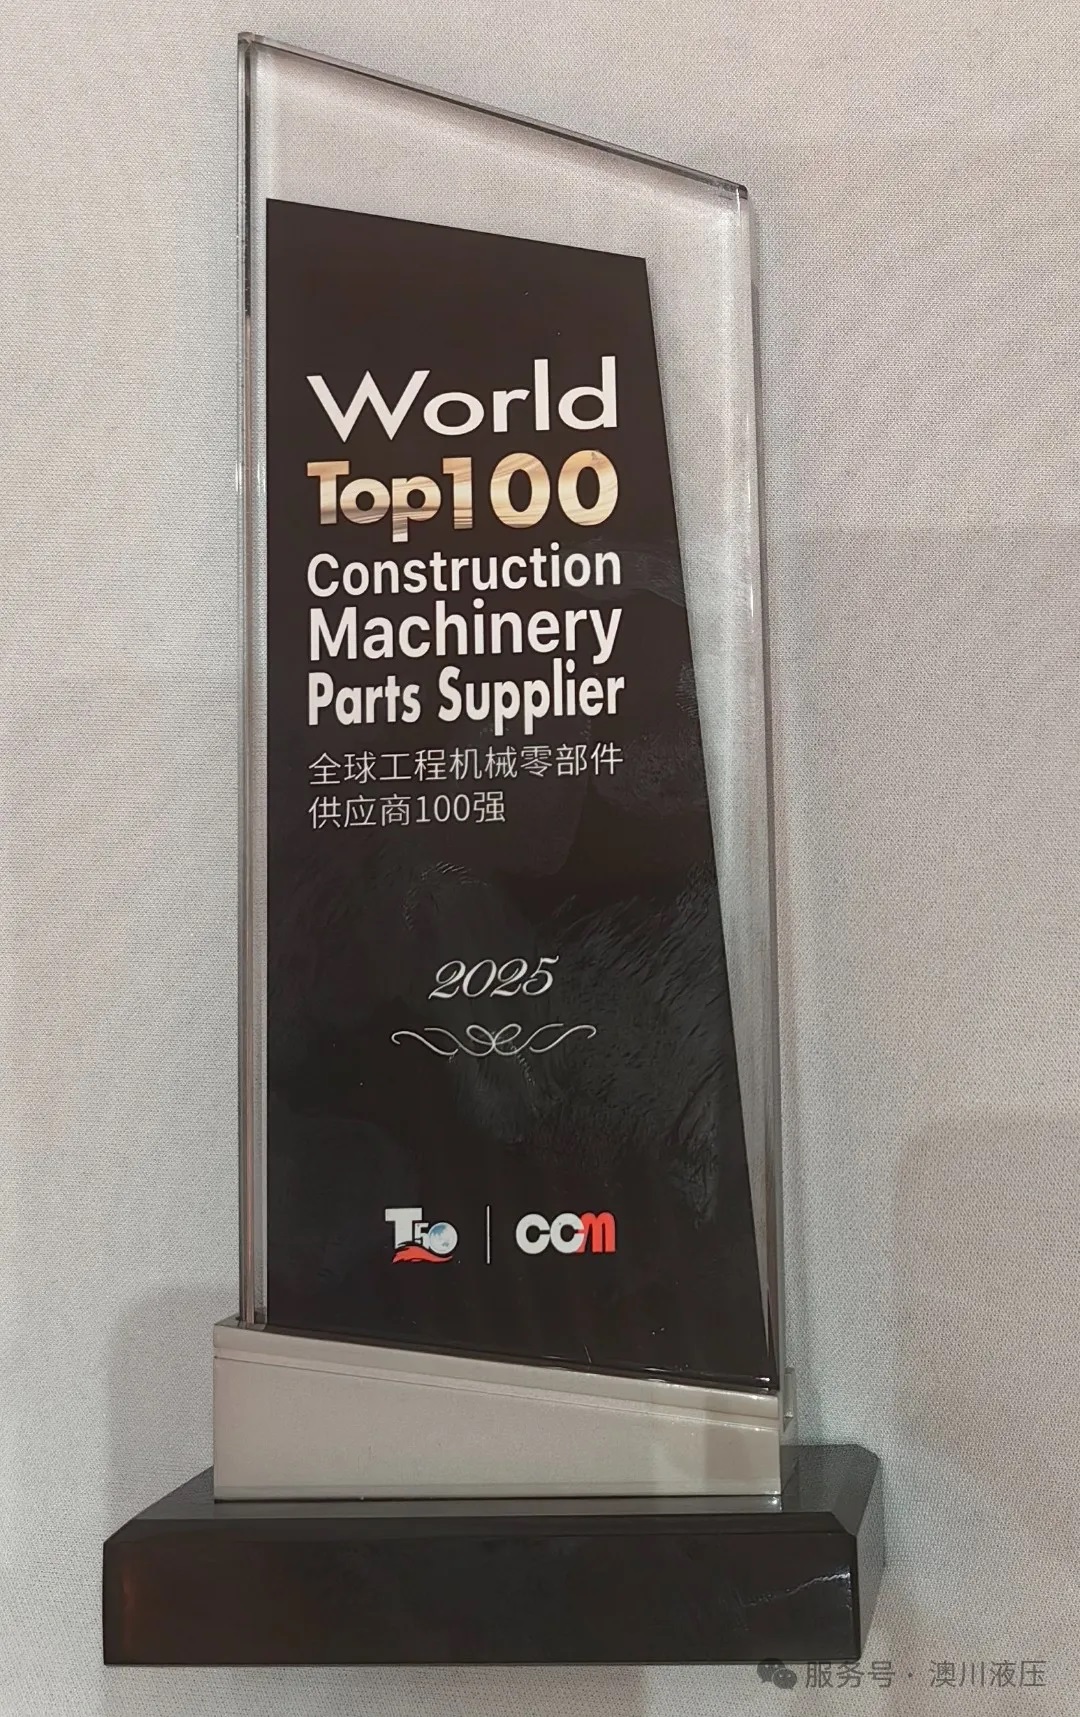 World
Top100
Construction
Machinery
Parts Supplier
全球工程机械零部件
供应商100强
2025
T50 | CCM
服务号 · 澳川液压